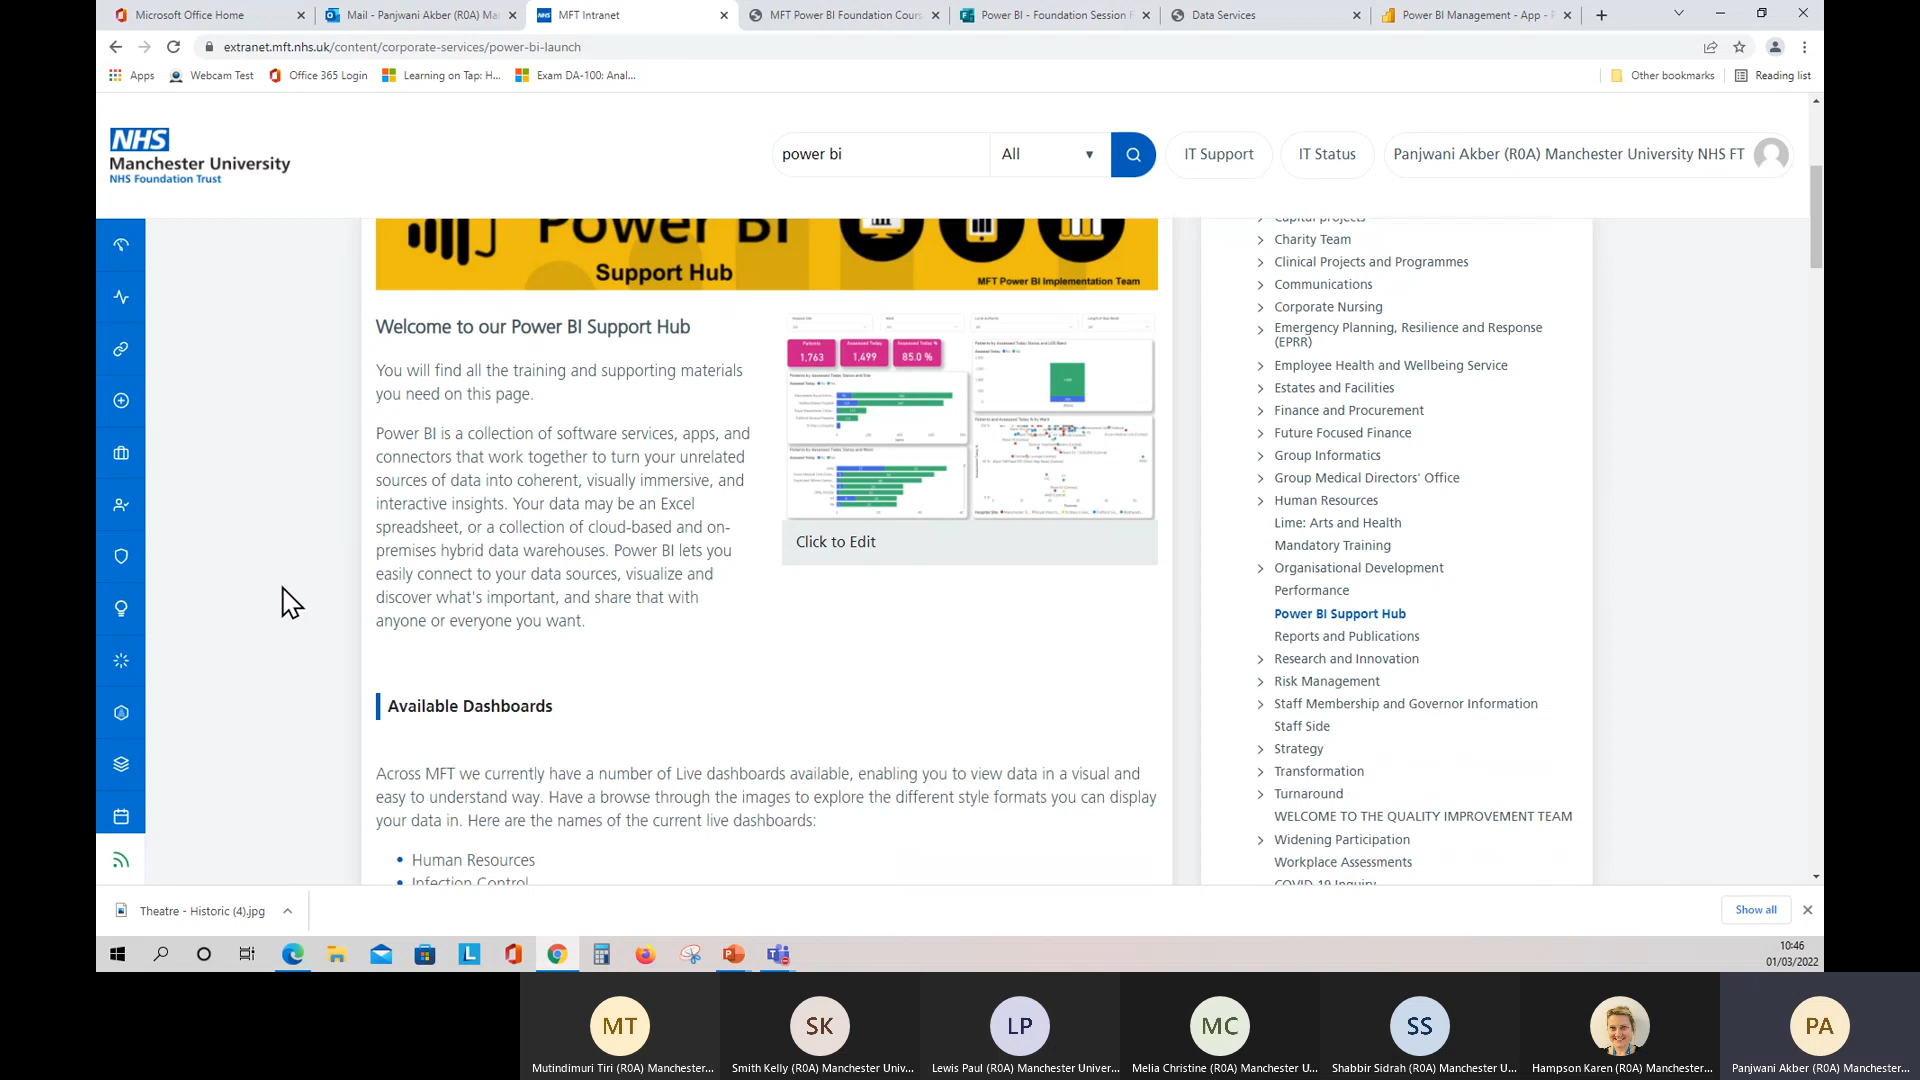 Microsoft Office Home
Mail - Panjwani Akber (R0A) Ma
MFT Intranet
MFT Power BI Foundation Cours
Power BI - Foundation Session F
Data Services
Power BI Management - App -
extranet.mft.nhs.uk/content/corporate-services/power-bi-launch
Apps
Webcam Test
Office 365 Login
Learning on Tap: H...
Exam DA-100: Anal...
Other bookmarks
Reading list
NHS
Manchester University
NHS Foundation Trust
power bi
All
IT Support
IT Status
Panjwani Akber (R0A) Manchester University NHS FT
Power BI
Support Hub
MFT Power BI Implementation Team
Welcome to our Power BI Support Hub
You will find all the training and supporting materials
you need on this page.
Power BI is a collection of software services, apps, and
connectors that work together to turn your unrelated
sources of data into coherent, visually immersive, and
interactive insights. Your data may be an Excel
spreadsheet, or a collection of cloud-based and on-
premises hybrid data warehouses. Power BI lets you
easily connect to your data sources, visualize and
discover what's important, and share that with
anyone or everyone you want.
Patients
1,763
Assessed Today
1,499
Assessed Today %
85.0 %
Click to Edit
Available Dashboards
Across MFT we currently have a number of Live dashboards available, enabling you to view data in a visual and
easy to understand way. Have a browse through the images to explore the different style formats you can display
your data in. Here are the names of the current live dashboards:
• Human Resources
• Infection Control
Capital projects
Charity Team
Clinical Projects and Programmes
Communications
Corporate Nursing
Emergency Planning, Resilience and Response
(EPRR)
Employee Health and Wellbeing Service
Estates and Facilities
Finance and Procurement
Future Focused Finance
Group Informatics
Group Medical Directors' Office
Human Resources
Lime: Arts and Health
Mandatory Training
Organisational Development
Performance
Power BI Support Hub
Reports and Publications
Research and Innovation
Risk Management
Staff Membership and Governor Information
Staff Side
Strategy
Transformation
Turnaround
WELCOME TO THE QUALITY IMPROVEMENT TEAM
Widening Participation
Workplace Assessments
COVID-19 Inquiry
Theatre - Historic (4).jpg
Show all
L
10:46
01/03/2022
MT
SK
LP
MC
SS
PA
Mutindimuri Tiri (R0A) Manchester...
Smith Kelly (R0A) Manchester Univ...
Lewis Paul (R0A) Manchester Univer...
Melia Christine (R0A) Manchester U...
Shabbir Sidrah (R0A) Manchester U...
Hampson Karen (R0A) Manchester...
Panjwani Akber (R0A) Manchester...